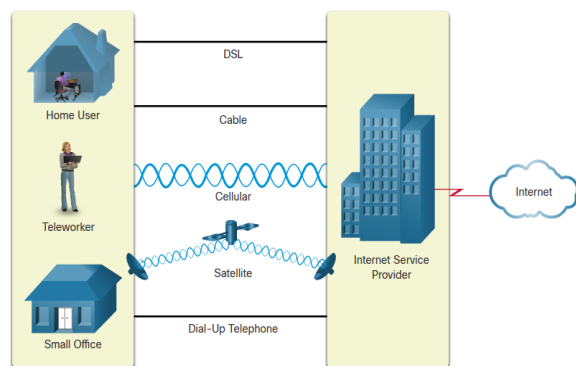 DSL
Home User
Cable
Cellular
Teleworker
Internet
Satellite
Internet Service
Provider
Dial-Up Telephone
Small Office